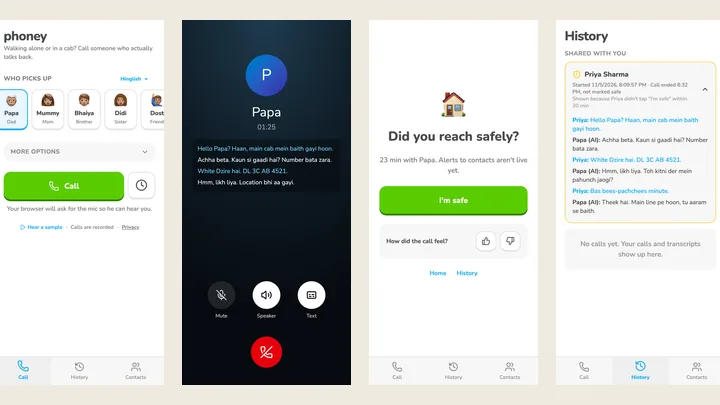 phoney
Walking alone or in a cab? Call someone who actually
talks back.
WHO PICKS UP
Hinglish
Papa
Dad
Mummy
Mom
Bhaiya
Brother
Didi
Sister
Dost
Friend
MORE OPTIONS
Call
Your browser will ask for the mic so he can hear you.
Hear a sample · Calls are recorded · Privacy
Call
History
Contacts
P
Papa
01:25
Hello Papa? Haan, main cab mein baith gayi hoon.
Achha beta. Kaun si gaadi hai? Number bata zara.
White Dzire hai. DL 3C AB 4521.
Hmm, likh liya. Location bhi aa gayi.
Mute
Speaker
Text
Did you reach safely?
23 min with Papa. Alerts to contacts aren't live
yet.
I'm safe
How did the call feel?
Home
History
Call
History
Contacts
History
SHARED WITH YOU
Priya Sharma
Started 11/5/2026, 8:09:57 PM · Call ended 8:32
PM, not marked safe
Shown because Priya didn't tap "I'm safe" within
30 min
Priya: Hello Papa? Haan, main cab mein baith
gayi hoon.
Papa (AI): Achha beta. Kaun si gaadi hai? Number
bata zara.
Priya: White Dzire hai. DL 3C AB 4521.
Papa (AI): Hmm, likh liya. Toh kitni der mein
pahunch jaogi?
Priya: Bas bees-pachchees minute.
Papa (AI): Theek hai. Main line pe hoon, tu aaram
se baith.
No calls yet. Your calls and transcripts
show up here.
Call
History
Contacts